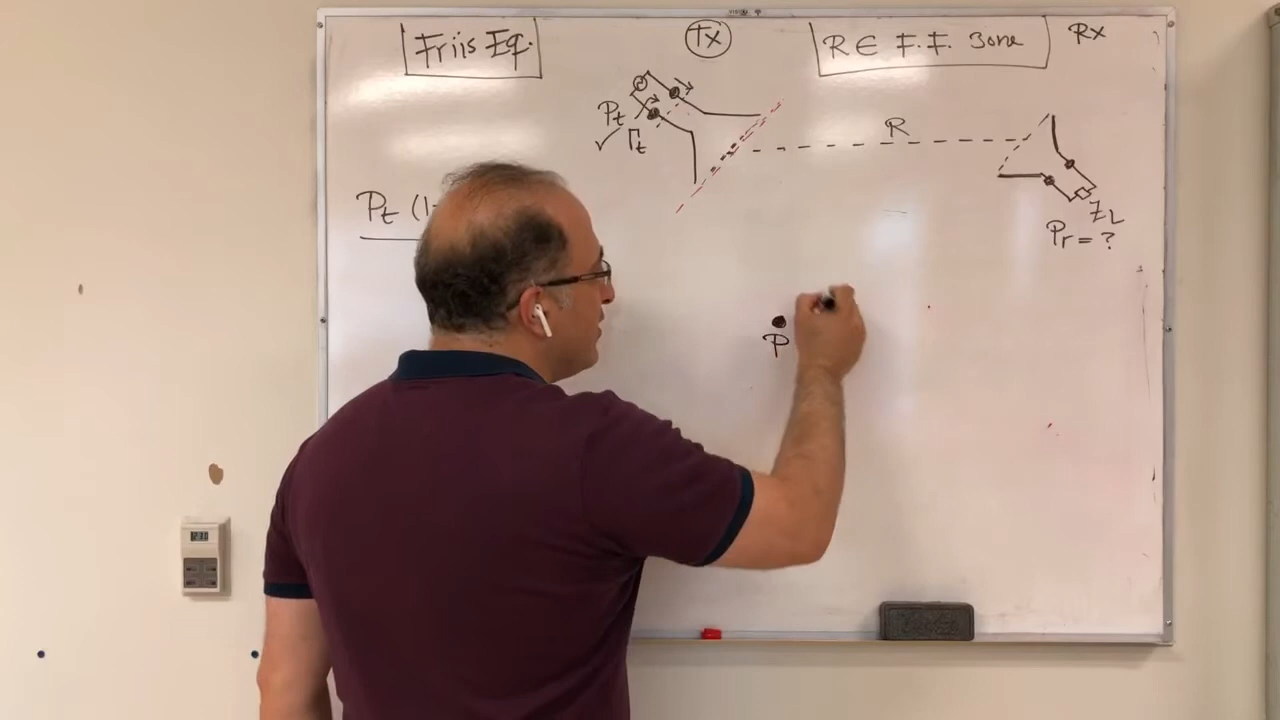 Friis Eq.
Tx
R ∈ F.F. Zone
Rx
Pt
✓ Γt
R
ZL
Pr = ?
Pt (1-
P